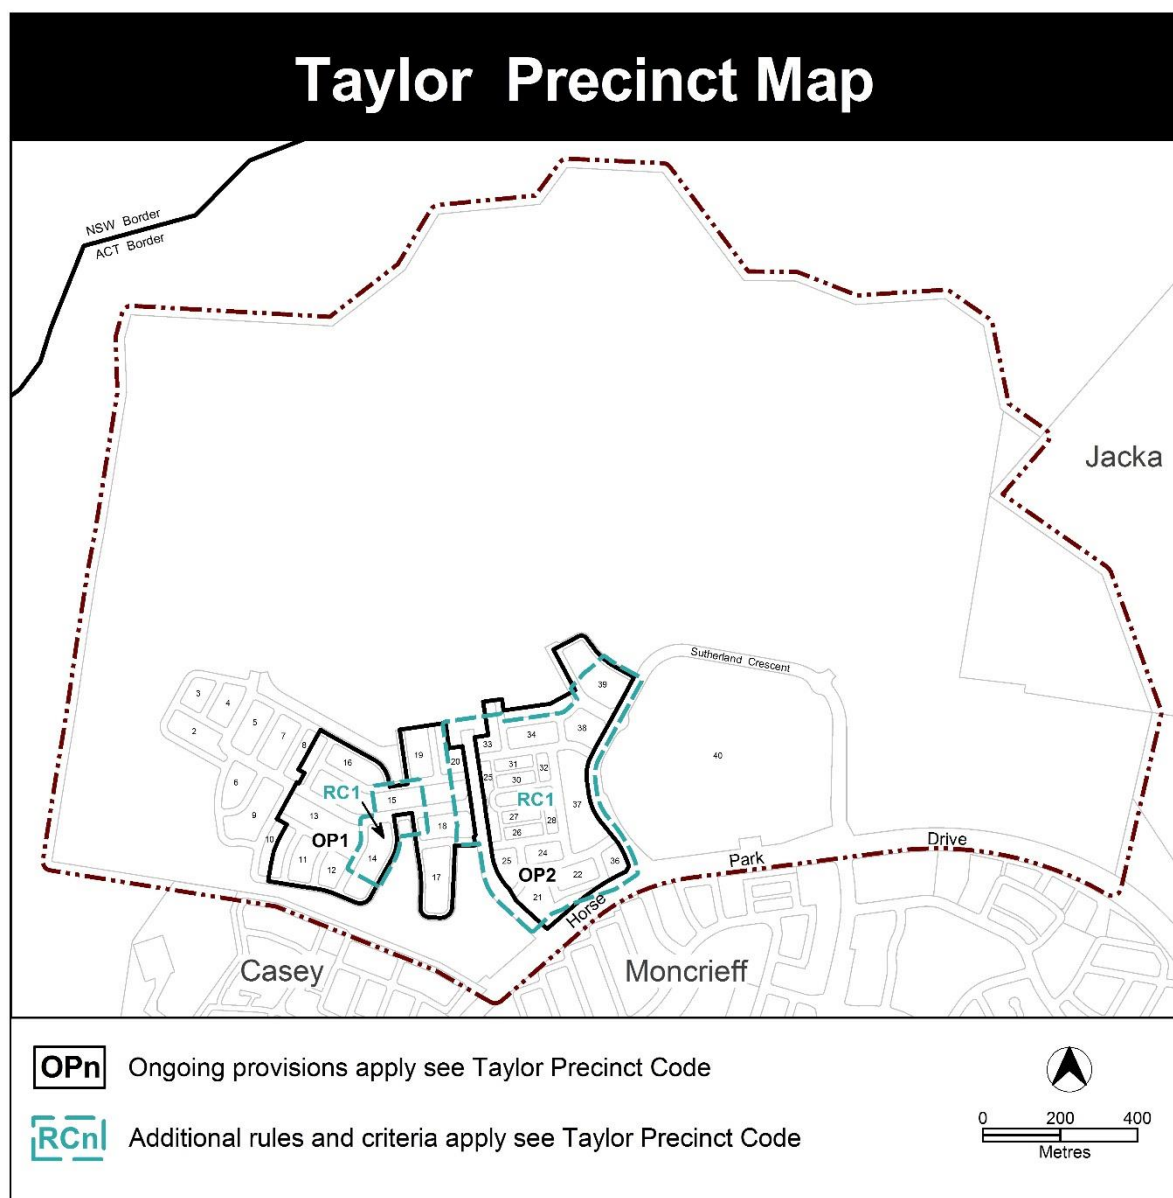 Taylor Precinct Map
NSW Border
ACT Border
Jacka
Sutherland Crescent
39
3
4
2
5
7
8
38
34
33
19
20
16
40
31
32
25
30
6
RC1
15
RC1
37
9
13
27
28
18
26
10
OP1
11
12
14
24
25
36
17
OP2
22
21
Horse
Park
Drive
Casey
Moncrieff
OPn
Ongoing provisions apply see Taylor Precinct Code
RCn
Additional rules and criteria apply see Taylor Precinct Code
0 200 400
Metres